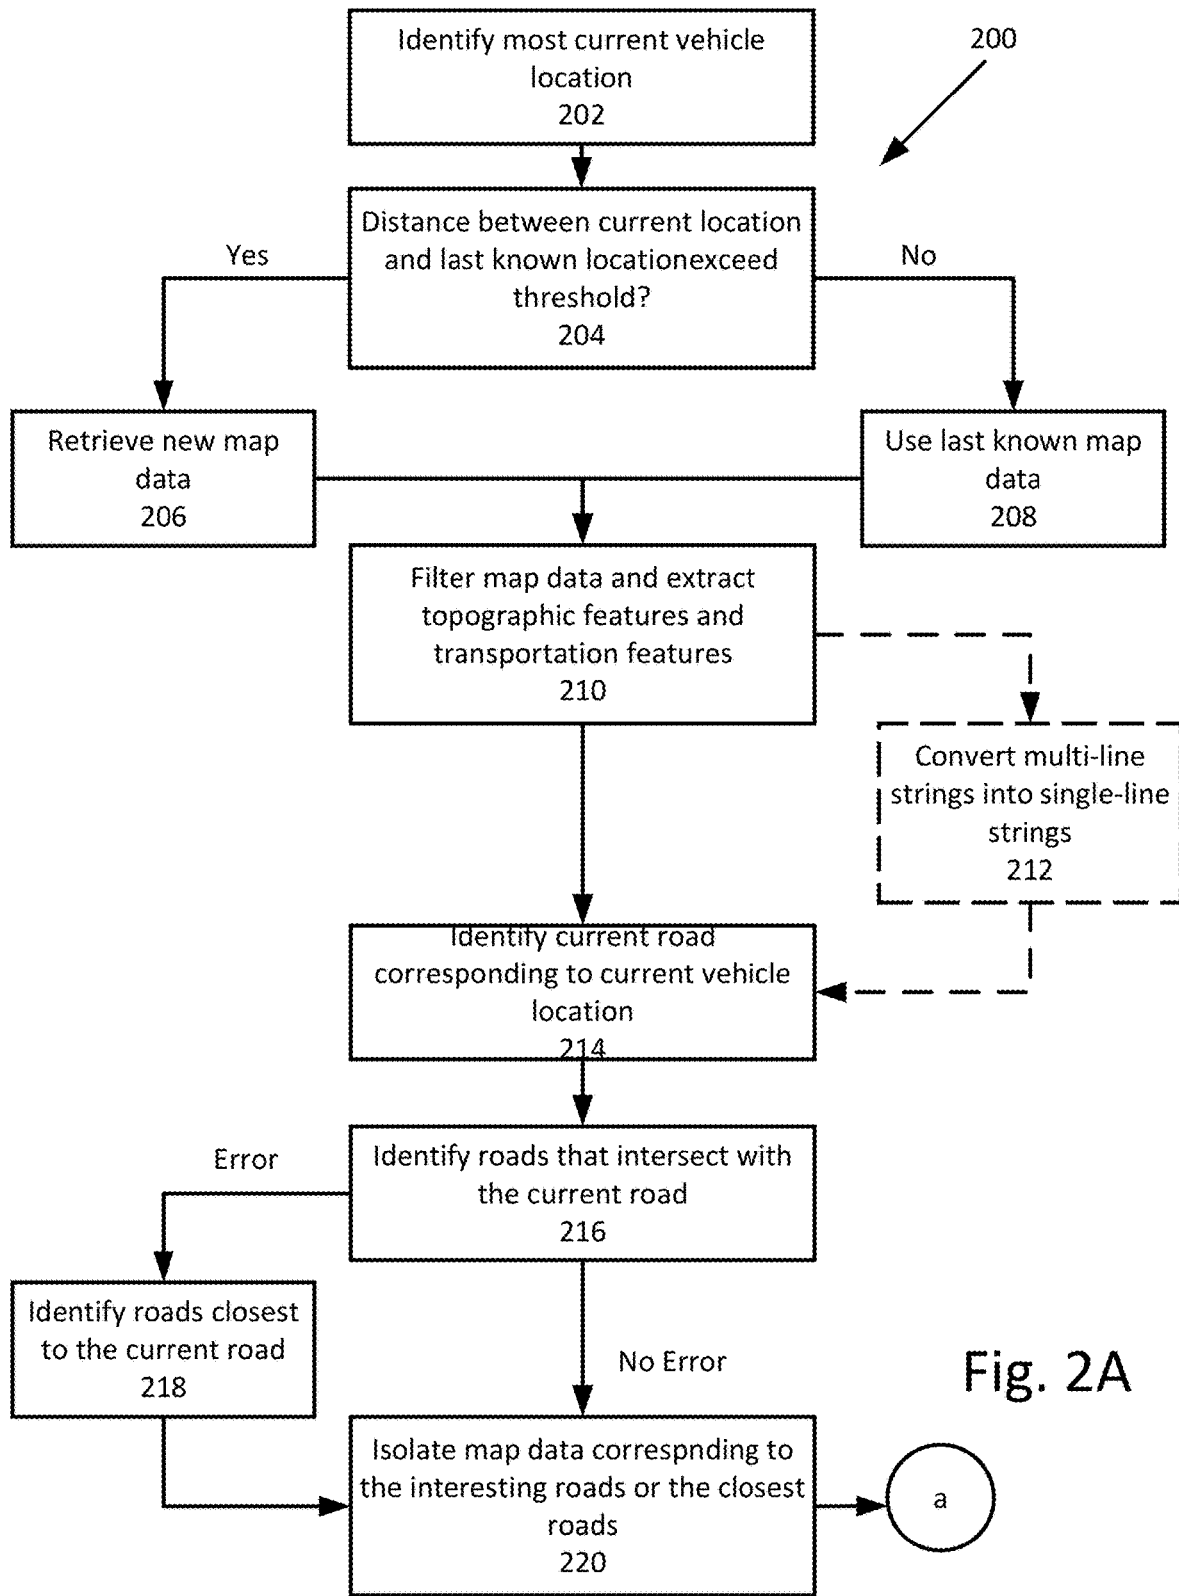 Identify most current vehicle
location
202
200
Distance between current location
and last known locationexceed
threshold?
204
Yes
No
Retrieve new map
data
206
Use last known map
data
208
Filter map data and extract
topographic features and
transportation features
210
Convert multi-line
strings into single-line
strings
212
Identify current road
corresponding to current vehicle
location
214
Error
Identify roads that intersect with
the current road
216
Identify roads closest
to the current road
218
No Error
Fig. 2A
Isolate map data correspnding to
the interesting roads or the closest
roads
220
a